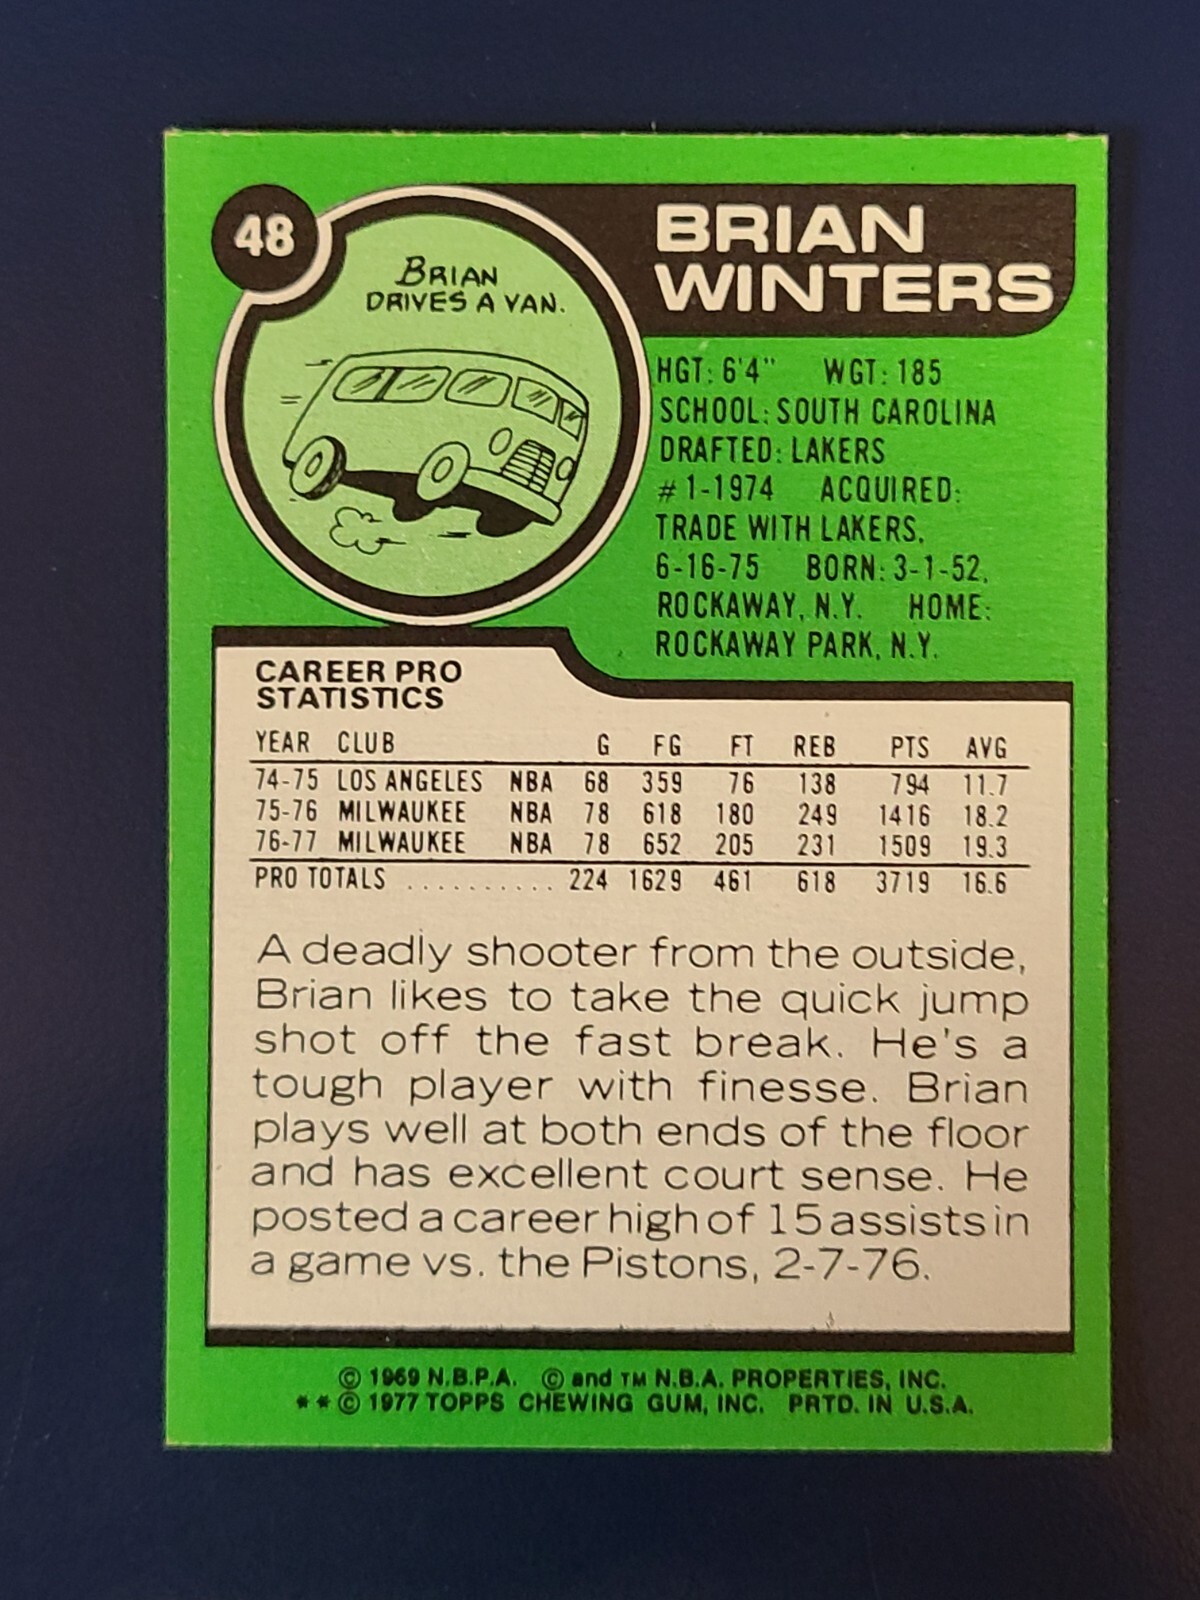 48
BRIAN
DRIVES A VAN.
BRIAN
WINTERS
HGT: 6'4" WGT: 185
SCHOOL: SOUTH CAROLINA
DRAFTED: LAKERS
#1-1974 ACQUIRED:
TRADE WITH LAKERS,
6-16-75 BORN: 3-1-52,
ROCKAWAY, N.Y. HOME:
ROCKAWAY PARK, N.Y.
CAREER PRO
STATISTICS
YEAR CLUB G FG FT REB PTS AVG
74-75 LOS ANGELES NBA 68 359 76 138 794 11.7
75-76 MILWAUKEE NBA 78 618 180 249 1416 18.2
76-77 MILWAUKEE NBA 78 652 205 231 1509 19.3
PRO TOTALS .......... 224 1629 461 618 3719 16.6
A deadly shooter from the outside,
Brian likes to take the quick jump
shot off the fast break. He's a
tough player with finesse. Brian
plays well at both ends of the floor
and has excellent court sense. He
posted a career high of 15 assists in
a game vs. the Pistons, 2-7-76.
© 1969 N.B.P.A. © and TM N.B.A. PROPERTIES, INC.
**© 1977 TOPPS CHEWING GUM, INC. PRTD. IN U.S.A.